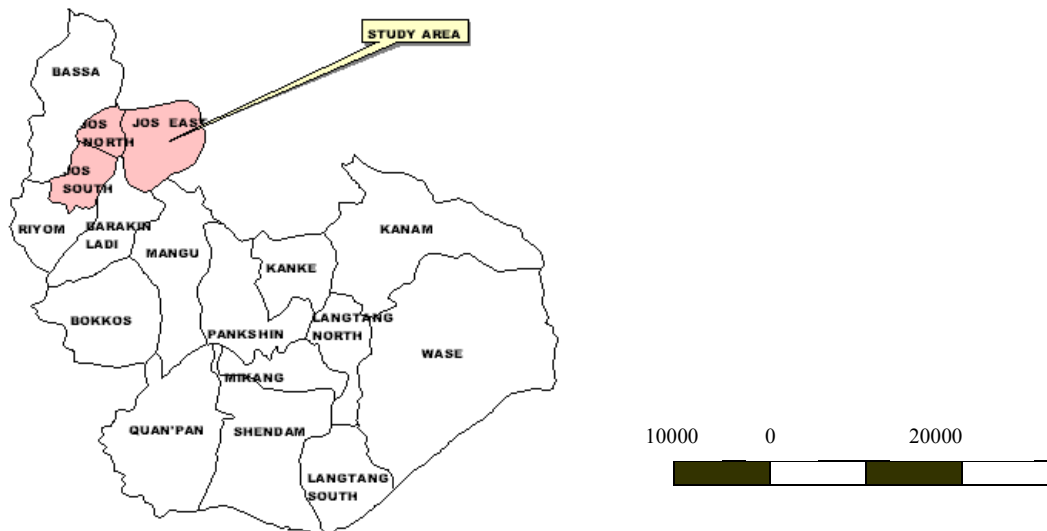 STUDY AREA
BASSA
JOS
NORTH
JOS EAST
JOS
SOUTH
RIYOM
BARAKIN
LADI
MANGU
KANAM
KANKE
BOKKOS
PANKSHIN
LANGTANG
NORTH
WASE
MIKANG
QUAN'PAN
SHENDAM
LANGTANG
SOUTH
10000 0 20000